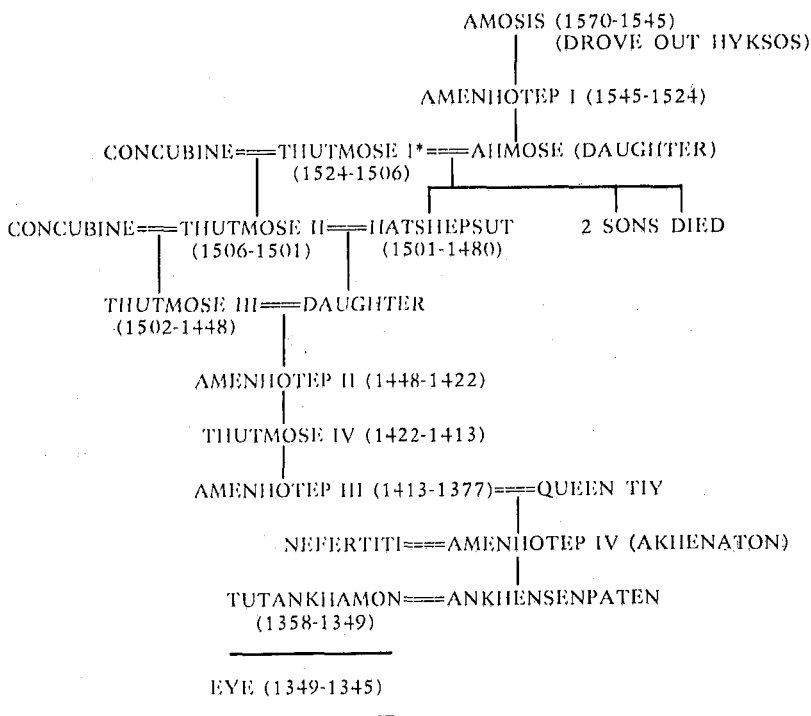 AMOSIS (1570-1545)
(DROVE OUT HYKSOS)
AMENHOTEP I (1545-1524)
CONCUBINE===THUTMOSE I*===AHMOSE (DAUGHTER)
(1524-1506)
CONCUBINE===THUTMOSE II===HATSHEPSUT 2 SONS DIED
(1506-1501) (1501-1480)
THUTMOSE III===DAUGHTER
(1502-1448)
AMENHOTEP II (1448-1422)
THUTMOSE IV (1422-1413)
AMENHOTEP III (1413-1377)===QUEEN TIY
NEFERTITI===AMENHOTEP IV (AKHENATON)
TUTANKHAMON===ANKHENSENPATEN
(1358-1349)
EYE (1349-1345)